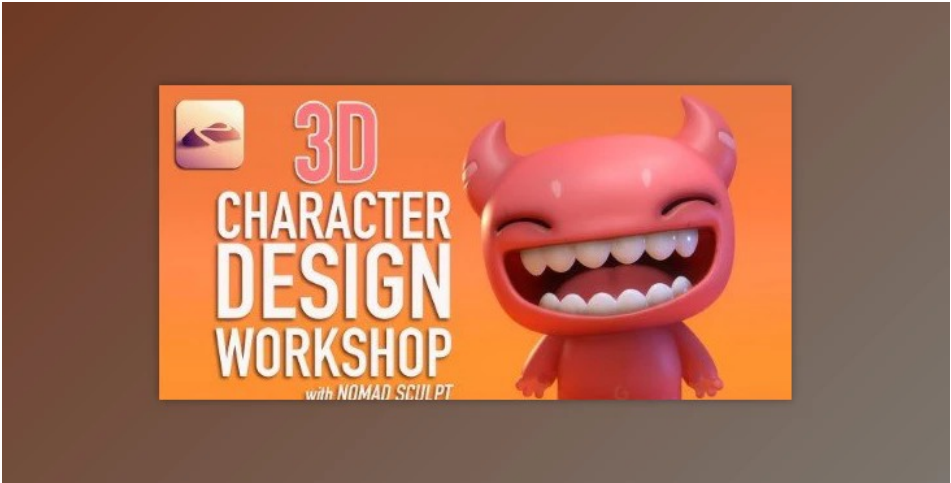 3D
CHARACTER
DESIGN
WORKSHOP
with NOMAD SCULPT